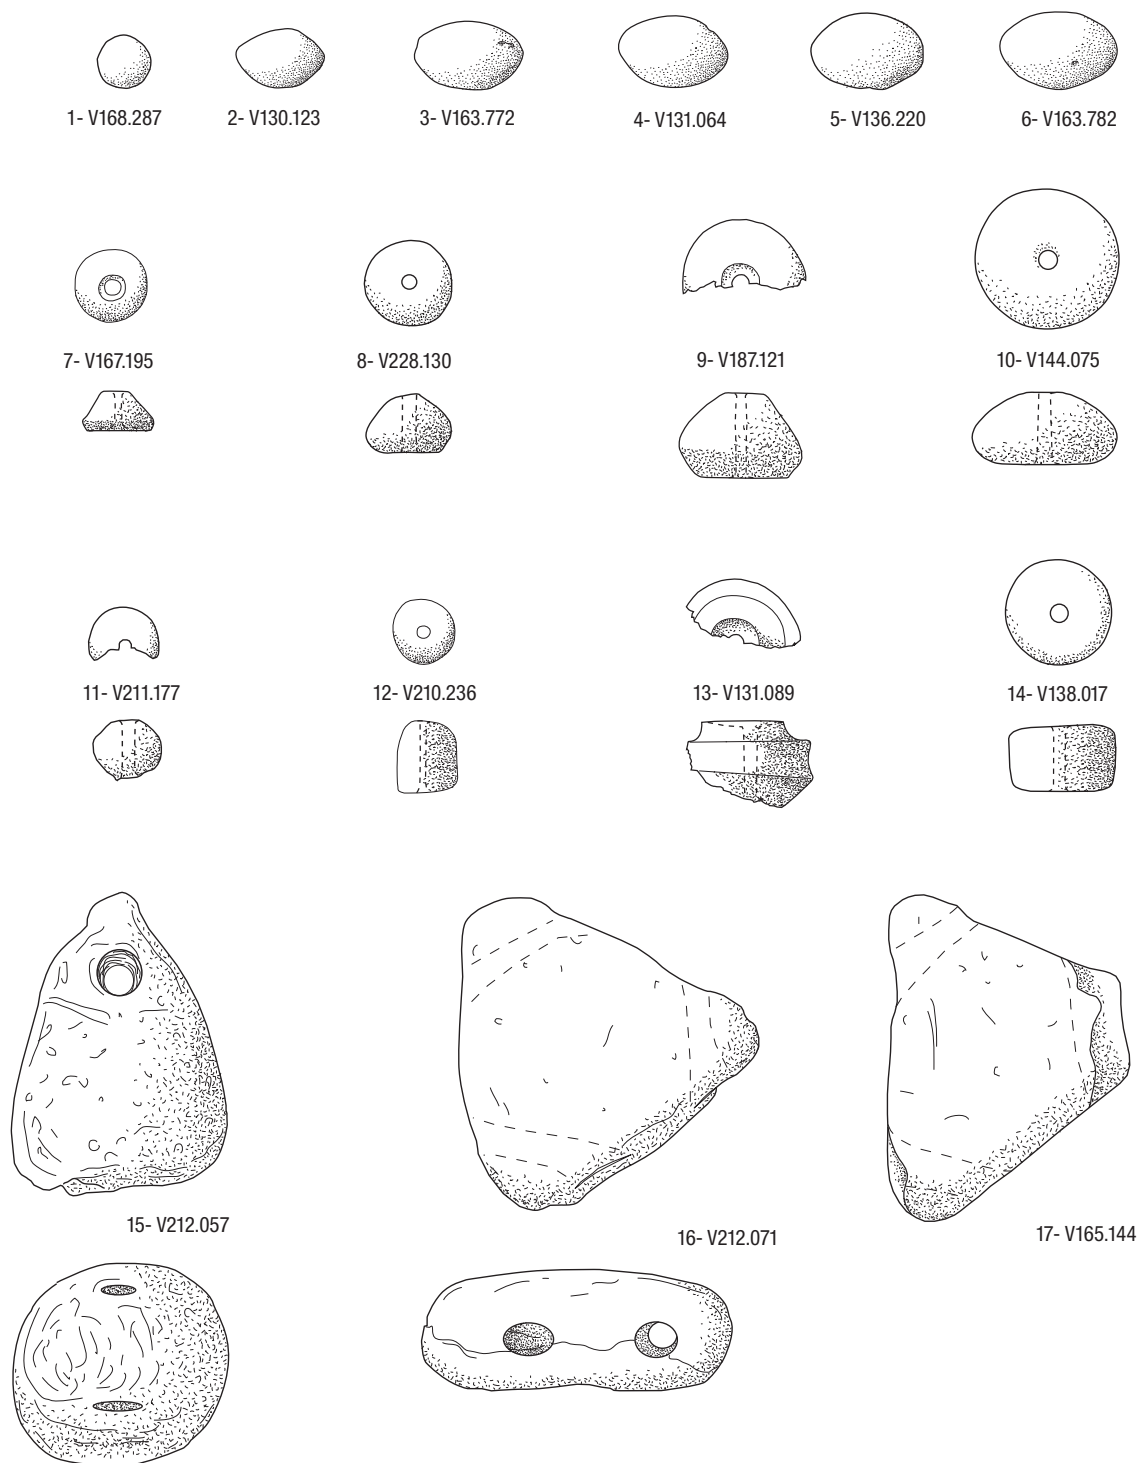 1- V168.287
2- V130.123
3- V163.772
4- V131.064
5- V136.220
6- V163.782
7- V167.195
8- V228.130
9- V187.121
10- V144.075
11- V211.177
12- V210.236
13- V131.089
14- V138.017
15- V212.057
16- V212.071
17- V165.144